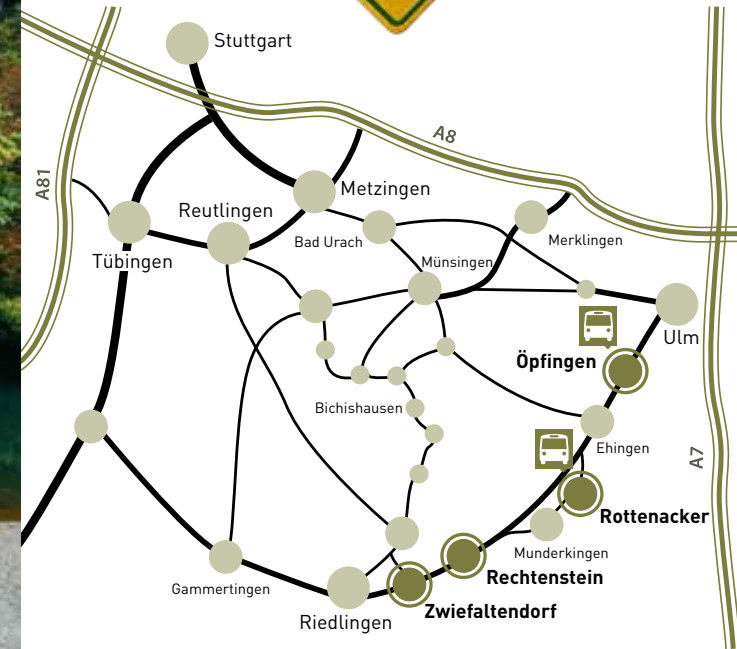 Stuttgart
A8
A81
Metzingen
Reutlingen
Bad Urach
Merklingen
Tübingen
Münsingen
Ulm
Öpfingen
Bichishausen
Ehingen
A7
Rottenacker
Munderkingen
Rechtenstein
Gammertingen
Zwiefaltendorf
Riedlingen